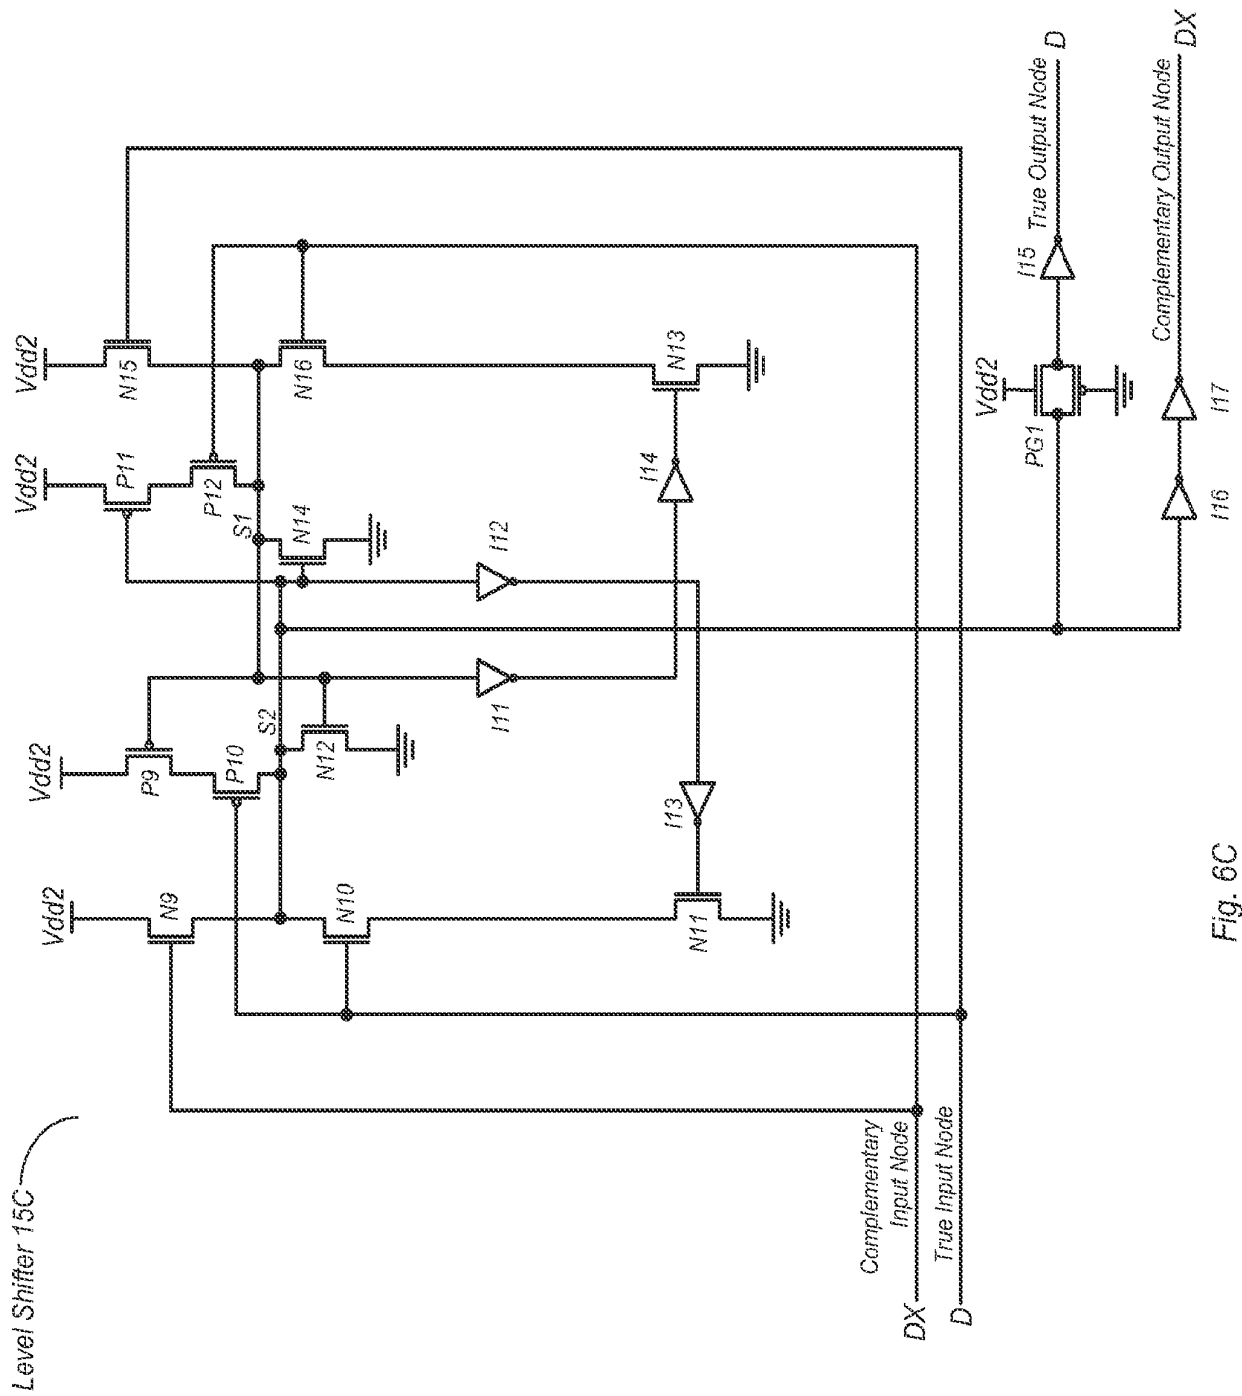 Level Shifter 15C
Vdd2
Vdd2
Vdd2
Vdd2
N9
P9
P10
P11
P12
N15
S2
S1
N10
N12
N14
N16
I11
I12
N11
I13
I14
N13
Complementary
Input Node
DX
True Input Node
D
Vdd2
PG1
I15
True Output Node
D
I16
I17
Complementary Output Node
DX
Fig. 6C